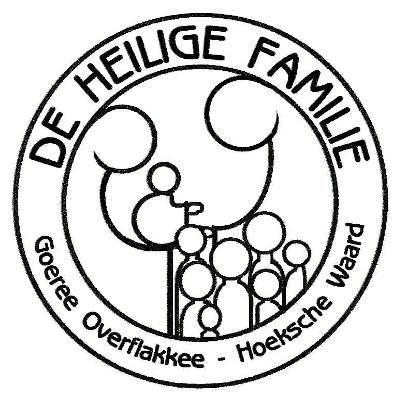 DE HEILIGE FAMILIE
Goeree Overflakkee - Hoeksche Waard